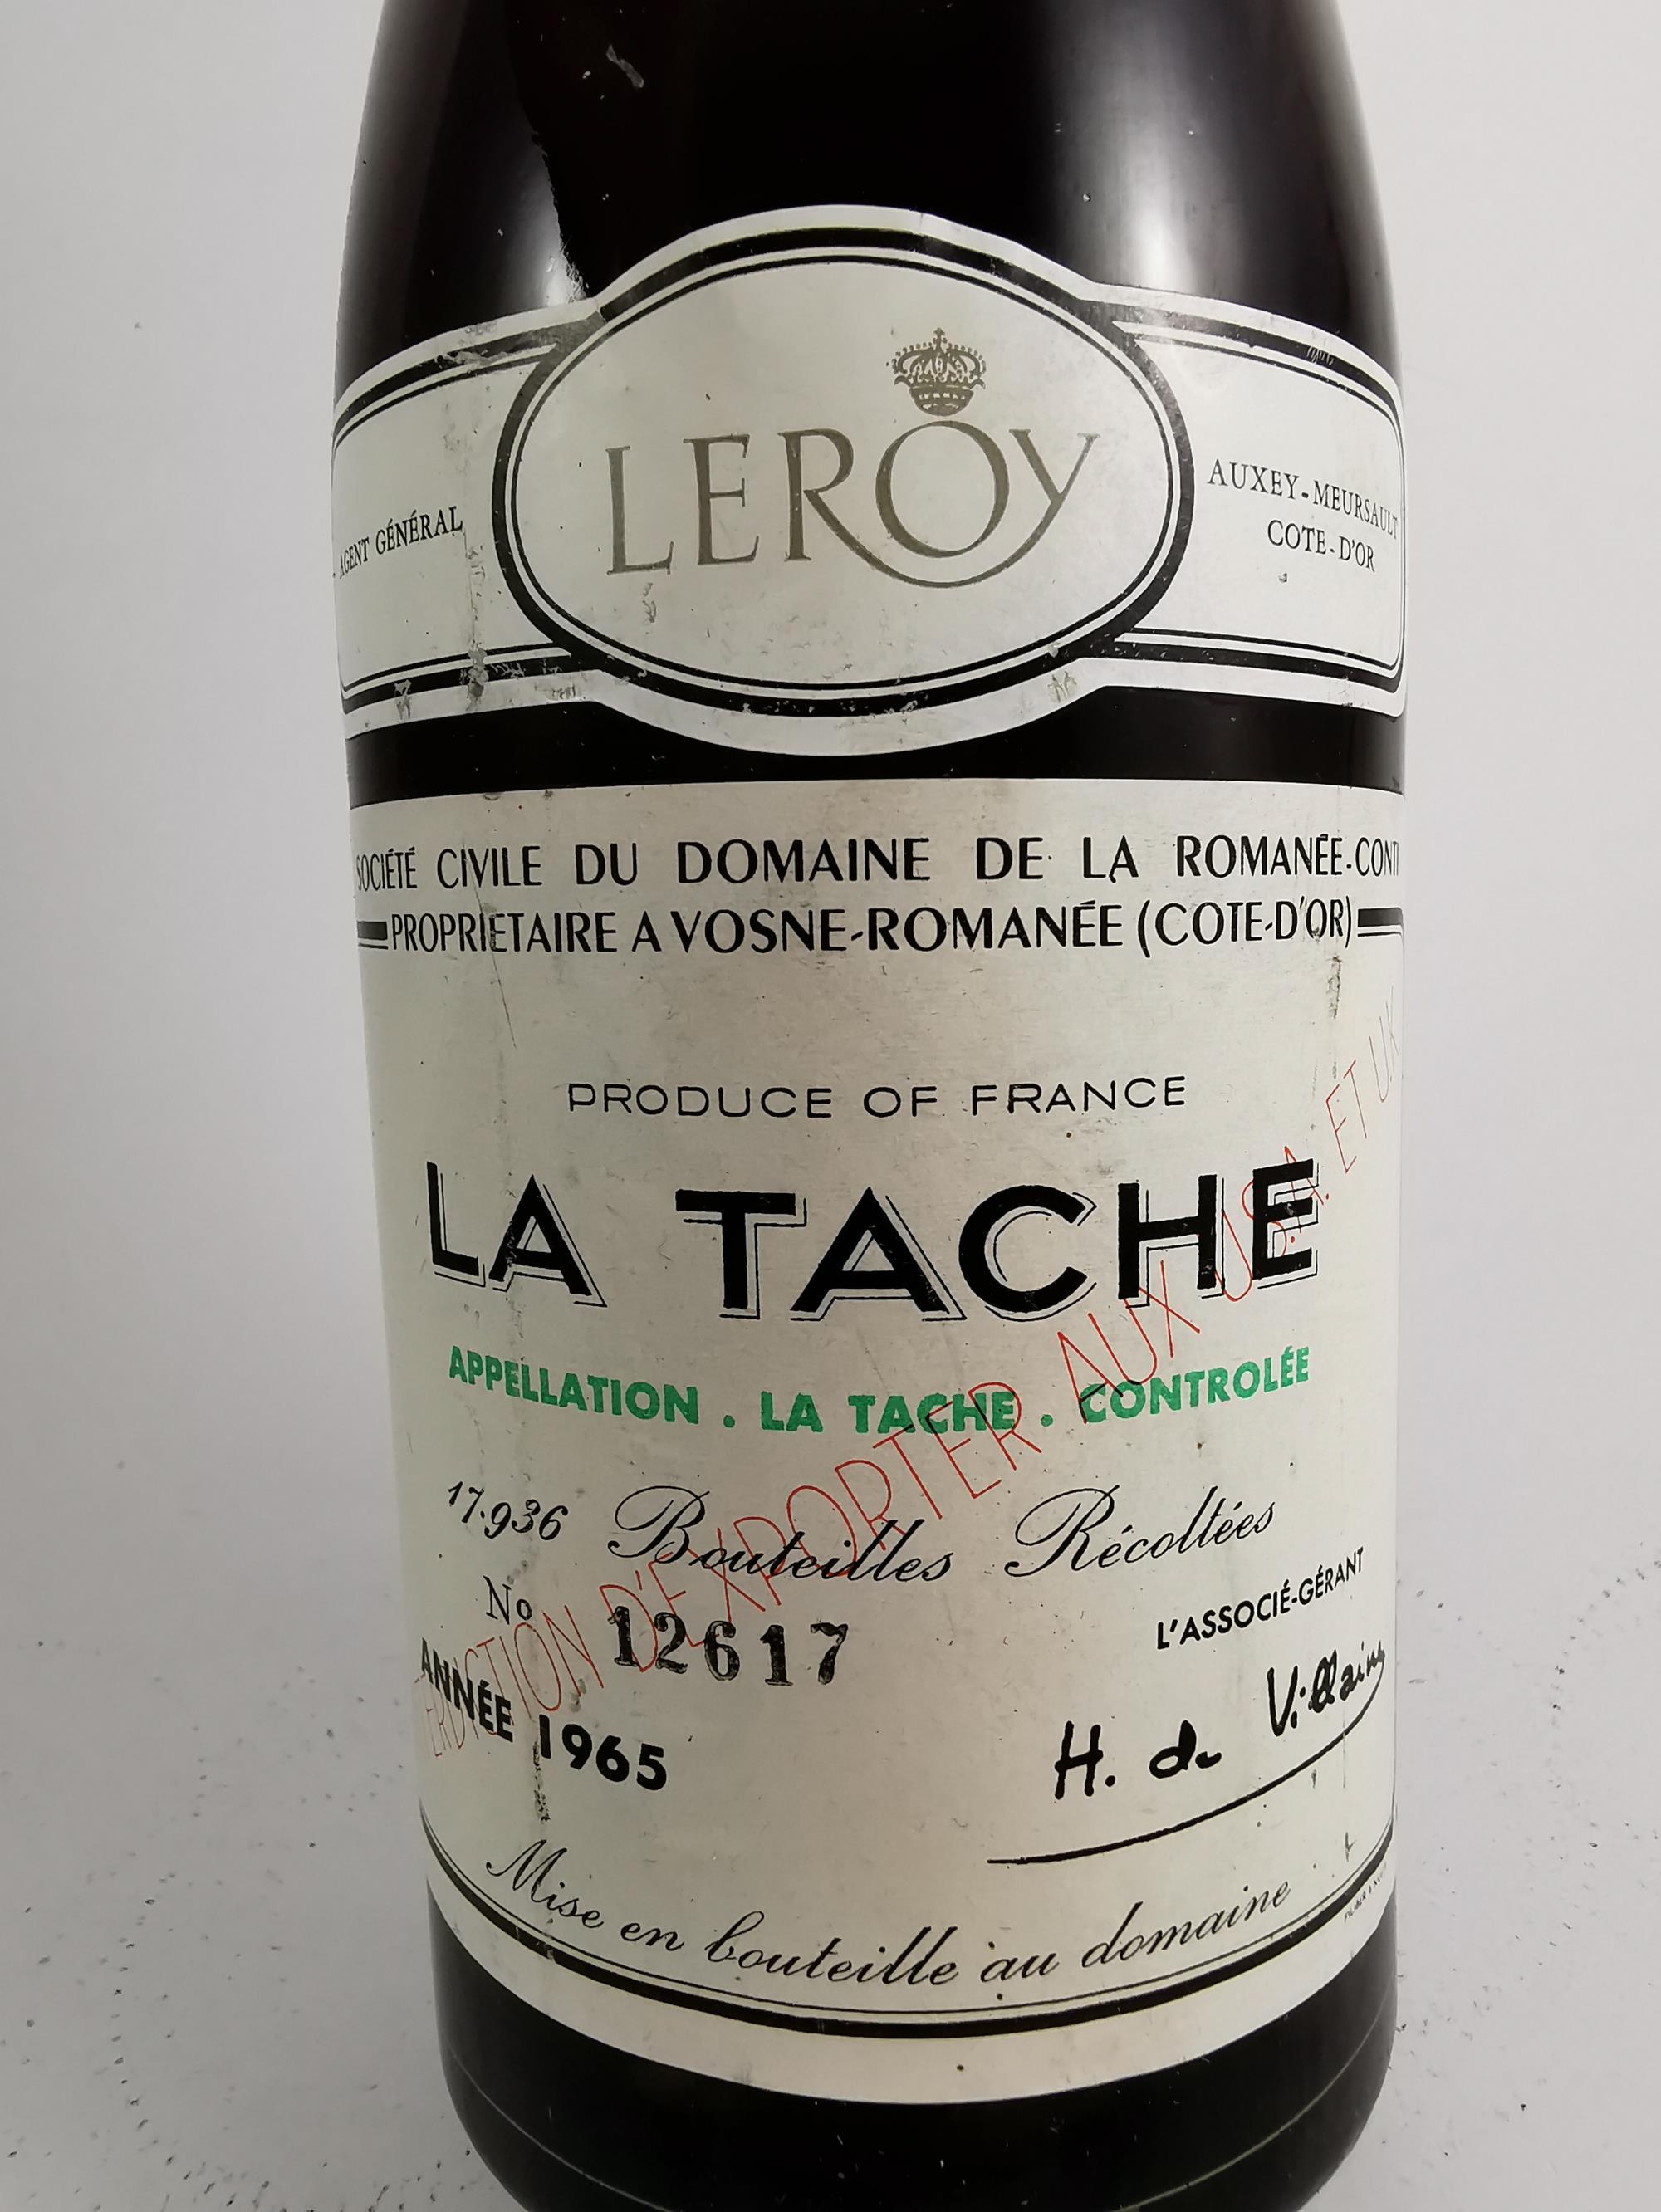 LEROY
AGENT GÉNÉRAL
AUXEY-MEURSAULT
COTE-D'OR
SOCIÉTÉ CIVILE DU DOMAINE DE LA ROMANÉE-CONTI
PROPRIETAIRE A VOSNE-ROMANÉE (COTE-D'OR)
PRODUCE OF FRANCE
LA TACHE
APPELLATION . LA TACHE . CONTROLÉE
17.936 Bouteilles Récoltées
No 12617
ANNÉE 1965
L'ASSOCIÉ-GÉRANT
H. de Villaine
Mise en bouteille au domaine
ERDICTION D'EXPORTER AUX U.S.A. ET U.K